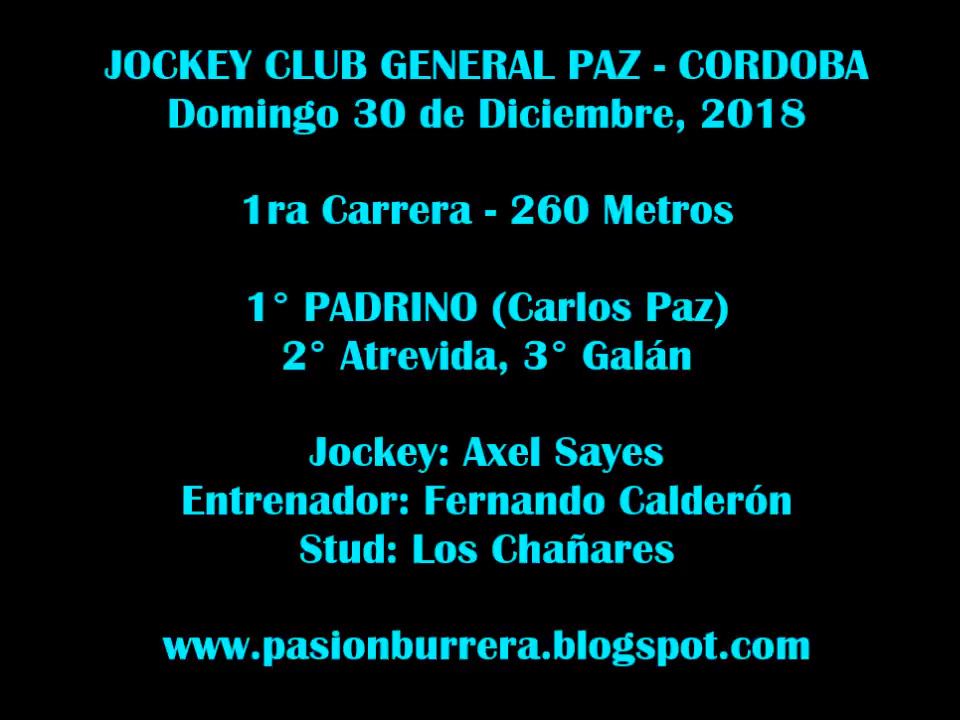 JOCKEY CLUB GENERAL PAZ - CORDOBA
Domingo 30 de Diciembre, 2018
1ra Carrera - 260 Metros
1° PADRINO (Carlos Paz)
2° Atrevida, 3° Galán
Jockey: Axel Sayes
Entrenador: Fernando Calderón
Stud: Los Chañares
www.pasionburrera.blogspot.com